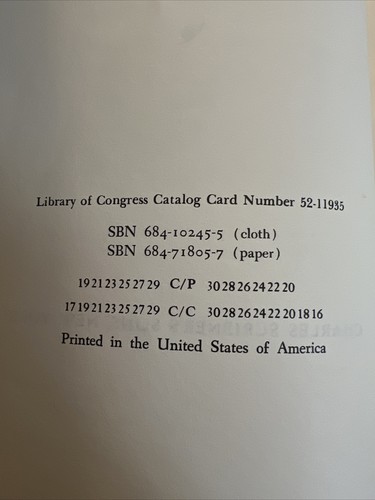 Library of Congress Catalog Card Number 52-11935
SBN 684-10245-5 (cloth)
SBN 684-71805-7 (paper)
19 21 23 25 27 29 C/P 30 28 26 24 22 20
17 19 21 23 25 27 29 C/C 30 28 26 24 22 20 18 16
Printed in the United States of America